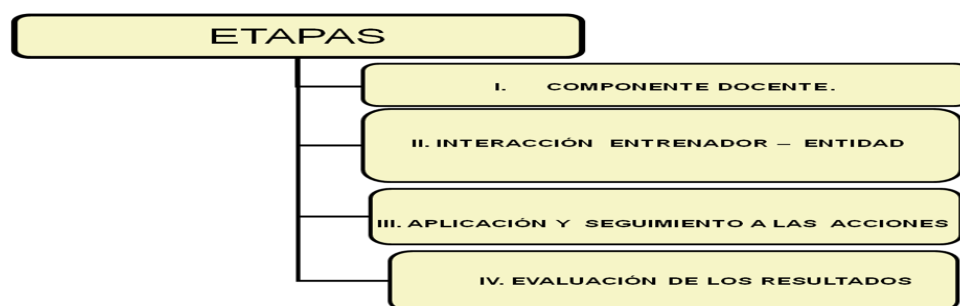 ETAPAS
I. COMPONENTE DOCENTE.
II. INTERACCIÓN ENTRENADOR – ENTIDAD
III. APLICACIÓN Y SEGUIMIENTO A LAS ACCIONES
IV. EVALUACIÓN DE LOS RESULTADOS